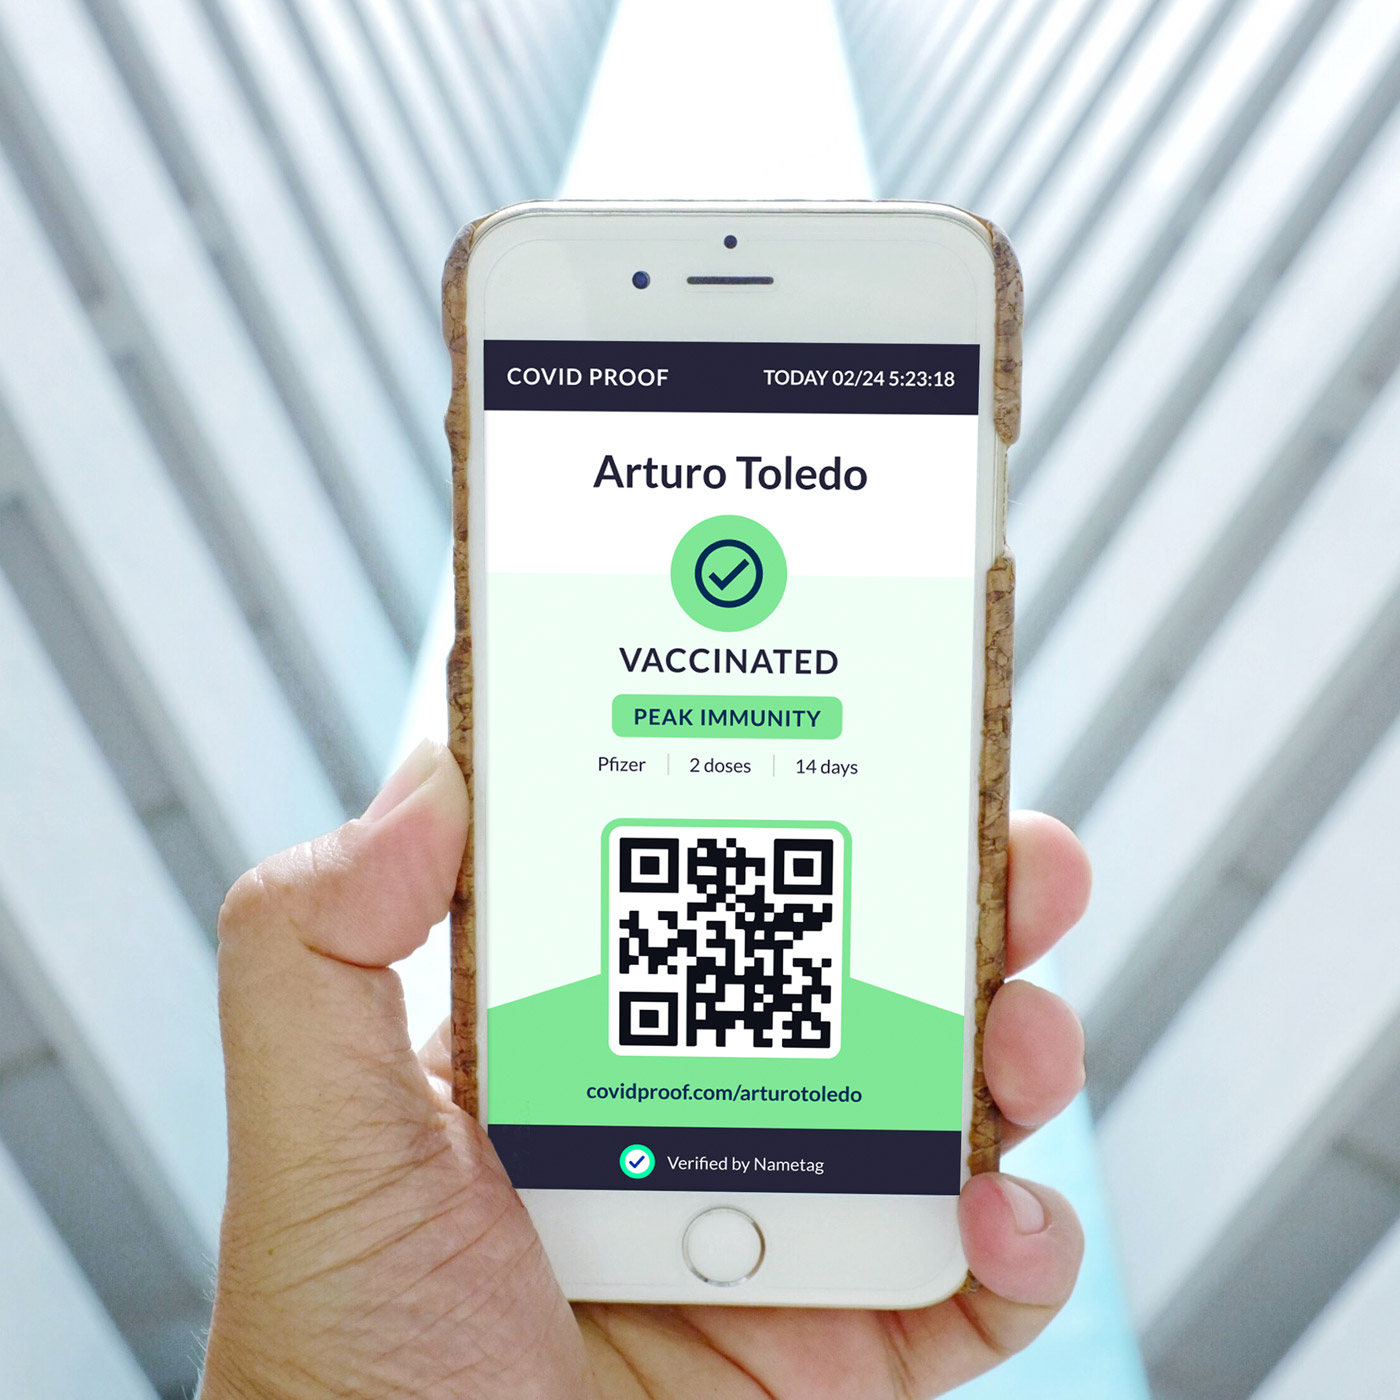 COVID PROOF TODAY 02/24 5:23:18
Arturo Toledo
VACCINATED
PEAK IMMUNITY
Pfizer 2 doses 14 days
covidproof.com/arturotoledo
Verified by Nametag